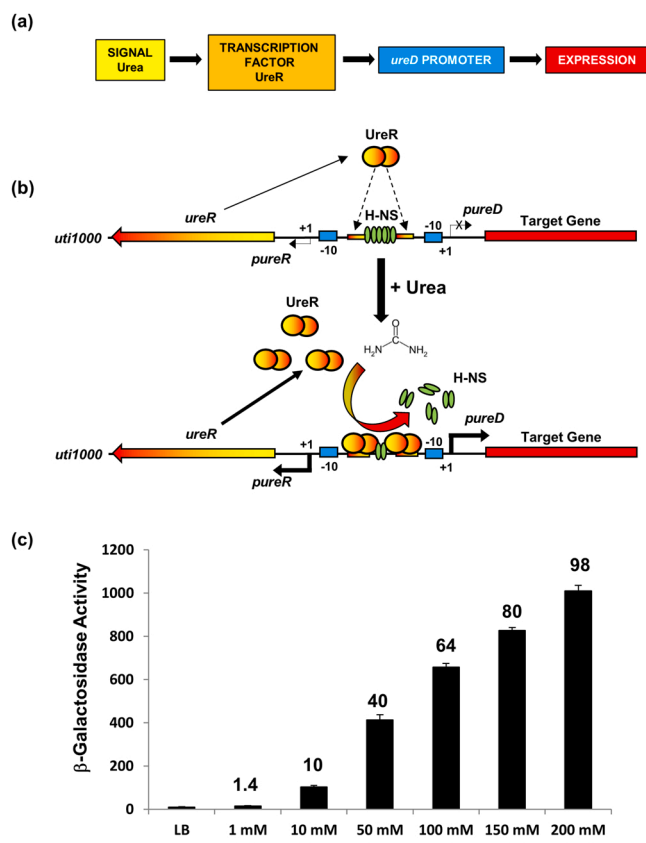 (a)
SIGNAL
Urea
TRANSCRIPTION
FACTOR
UreR
ureD PROMOTER
EXPRESSION
(b)
UreR
ureR
H-NS
pureD
Target Gene
+1
-10
X
uti1000
pureR
-10
+1
+ Urea
UreR
O
C
H₂N
NH₂
H-NS
ureR
+1
-10
pureD
Target Gene
uti1000
pureR
-10
+1
(c)
β-Galactosidase Activity
1200
1000
800
600
400
200
0
1.4
10
40
64
80
98
LB
1 mM
10 mM
50 mM
100 mM
150 mM
200 mM